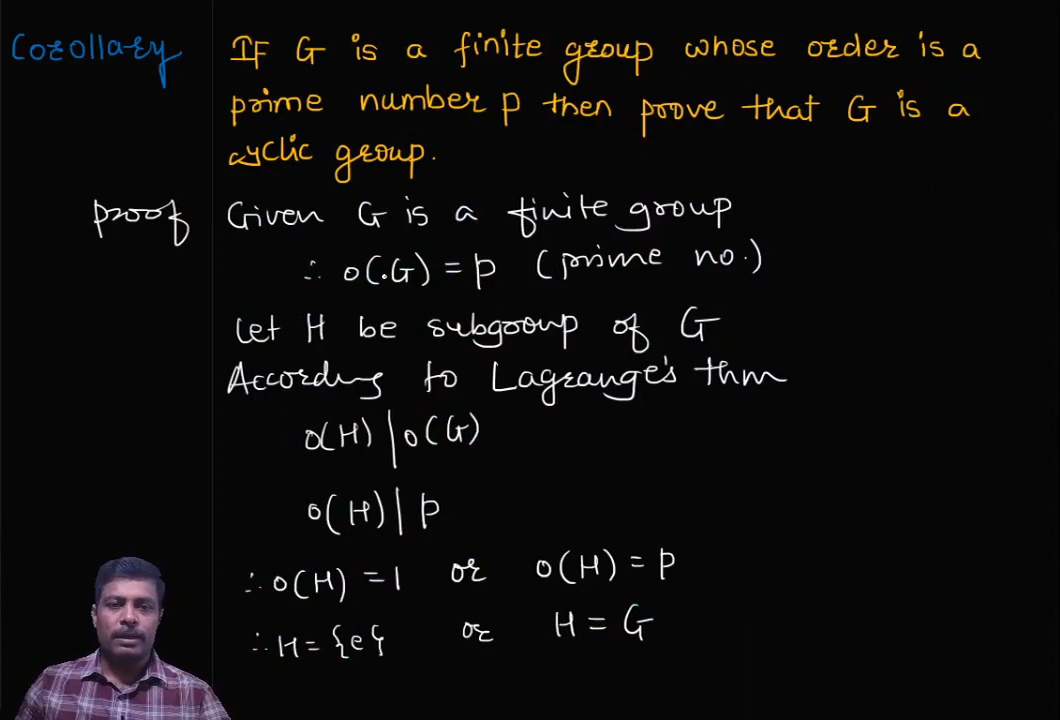 Corollary
IF G is a finite group whose order is a
prime number p then prove that G is a
cyclic group.
proof
Given G is a finite group
∴ o(.G) = p (prime no.)
Let H be subgroup of G
According to Lagrange's thm
o(H) | o(G)
o(H) | p
∴ o(H) = 1 or o(H) = p
∴ H = {e} or H = G